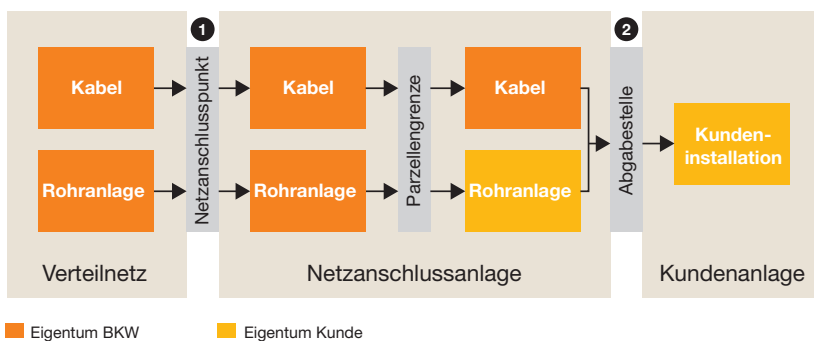 1
2
Kabel
Rohranlage
Netzanschlusspunkt
Kabel
Rohranlage
Parzellengrenze
Kabel
Rohranlage
Abgabestelle
Kunden-
installation
Verteilnetz
Netzanschlussanlage
Kundenanlage
Eigentum BKW
Eigentum Kunde